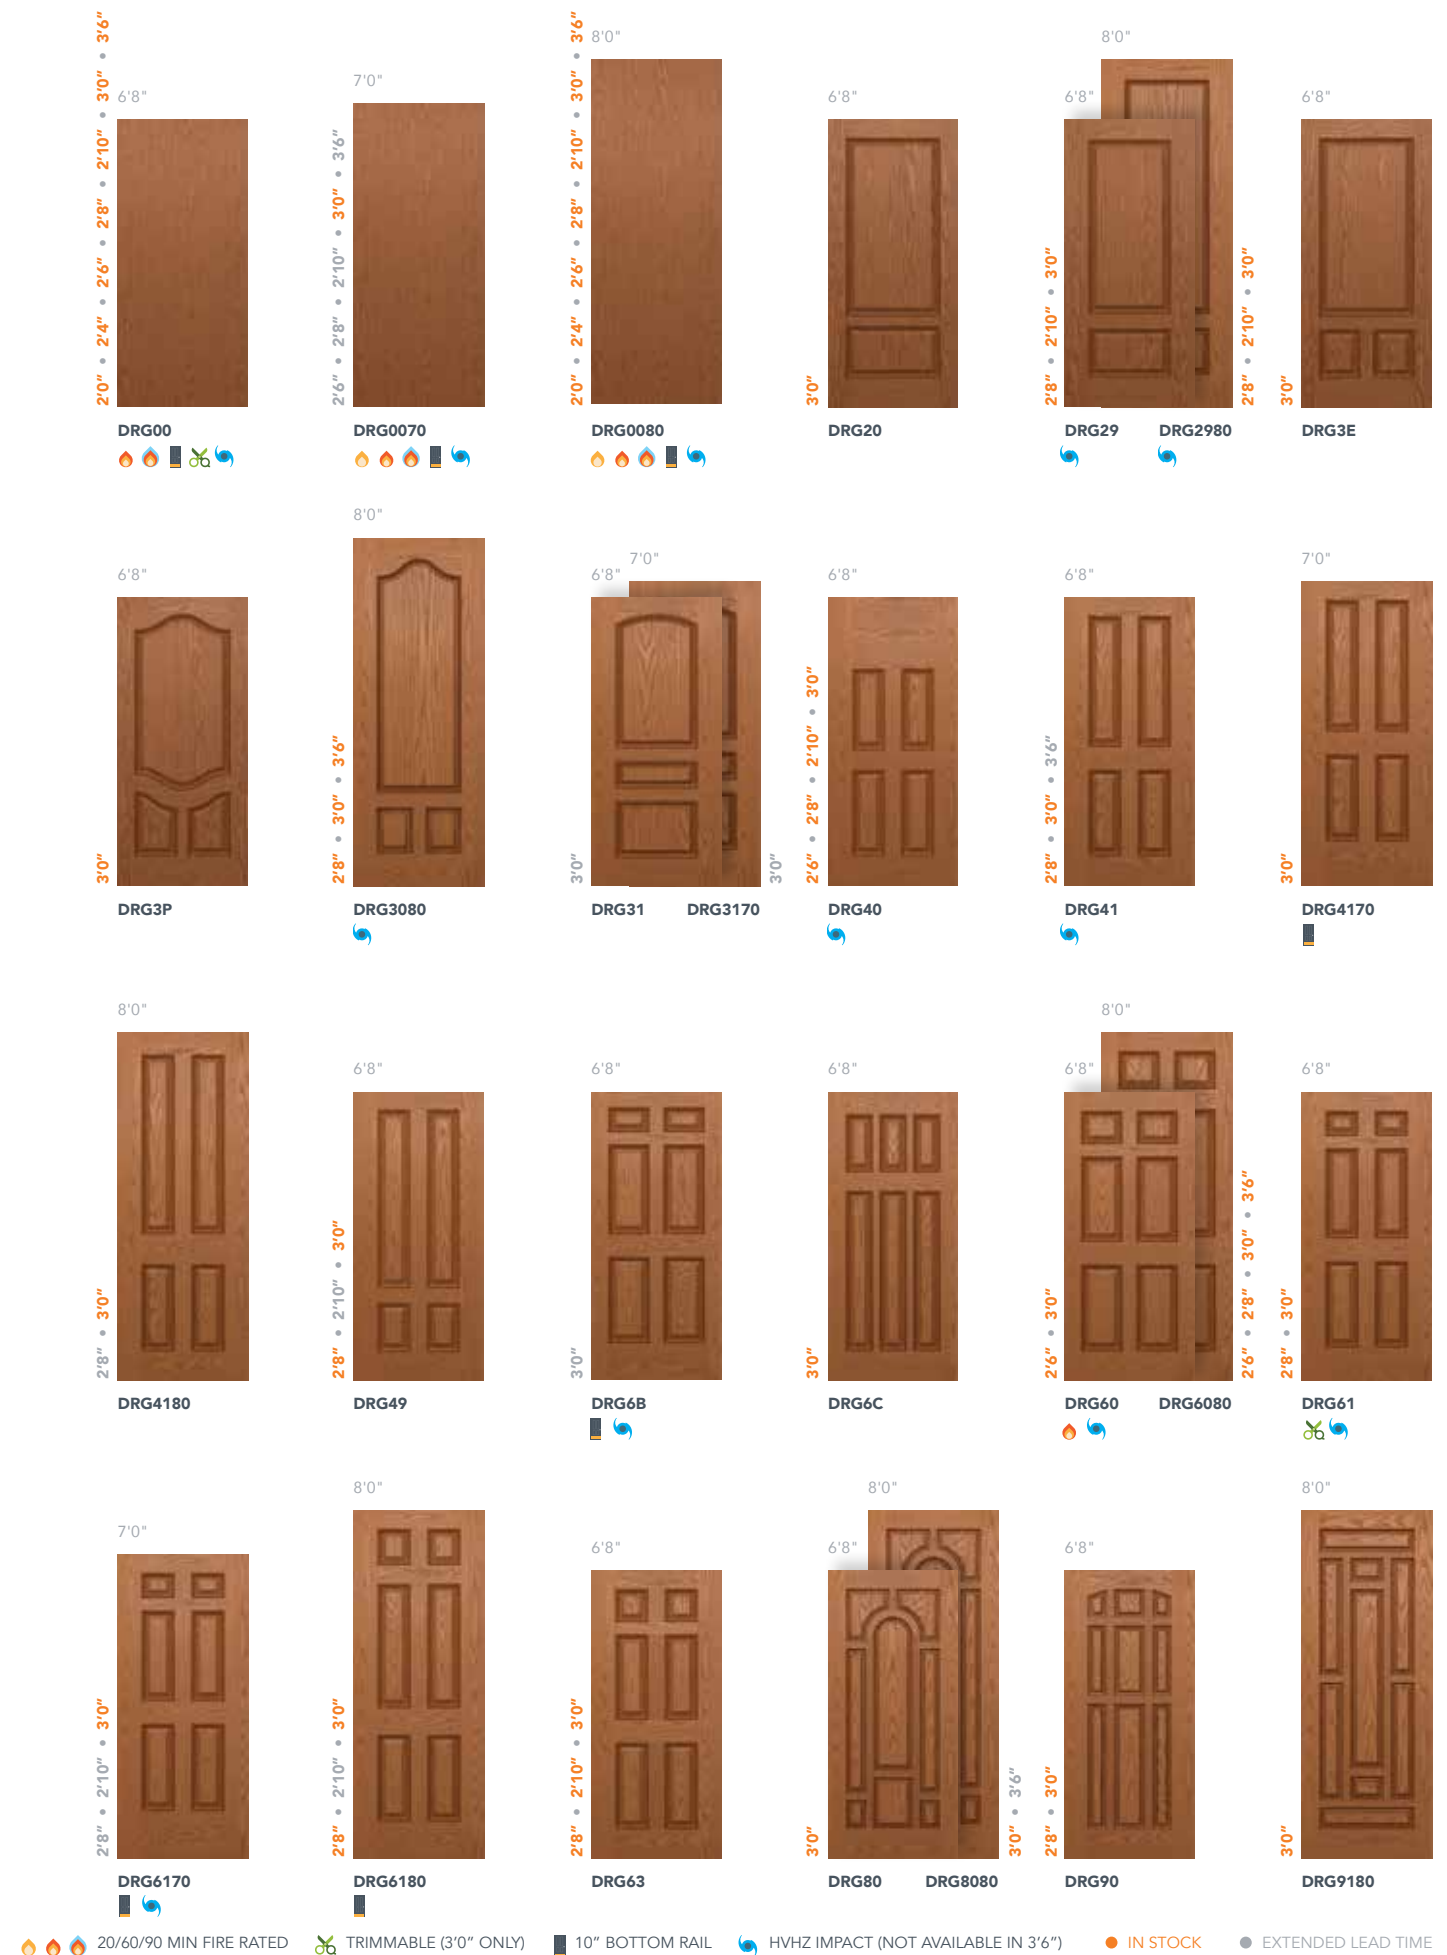 6'8"
2'0” • 2'4” • 2'6” • 2'8” • 2'10” • 3'0” • 3'6”
DRG00
7'0"
2'6” • 2'8” • 2'10” • 3'0” • 3'6”
DRG0070
8'0"
2'0” • 2'4” • 2'6” • 2'8” • 2'10” • 3'0” • 3'6”
DRG0080
6'8"
3'0”
DRG20
6'8"
8'0"
2'8” • 2'10” • 3'0”
2'8” • 2'10” • 3'0”
DRG29 DRG2980
6'8"
3'0”
DRG3E
6'8"
3'0”
DRG3P
8'0"
2'8” • 3'0” • 3'6”
DRG3080
6'8"
7'0"
3'0”
3'0”
DRG31 DRG3170
6'8"
2'6” • 2'8” • 2'10” • 3'0”
DRG40
6'8"
2'8” • 3'0” • 3'6”
DRG41
7'0"
3'0”
DRG4170
8'0"
2'8” • 3'0”
DRG4180
6'8"
2'8” • 2'10” • 3'0”
DRG49
6'8"
3'0”
DRG6B
6'8"
3'0”
DRG6C
6'8"
8'0"
2'6” • 3'0”
2'6” • 2'8” • 3'0” • 3'6”
DRG60 DRG6080
6'8"
2'8” • 3'0”
DRG61
7'0"
2'8” • 2'10” • 3'0”
DRG6170
8'0"
2'8” • 2'10” • 3'0”
DRG6180
6'8"
2'8” • 2'10” • 3'0”
DRG63
6'8"
8'0"
3'0”
3'0” • 3'6”
DRG80 DRG8080
6'8"
2'8” • 3'0”
DRG90
8'0"
3'0”
DRG9180
20/60/90 MIN FIRE RATED TRIMMABLE (3'0” ONLY) 10” BOTTOM RAIL HVHZ IMPACT (NOT AVAILABLE IN 3'6”) IN STOCK EXTENDED LEAD TIME